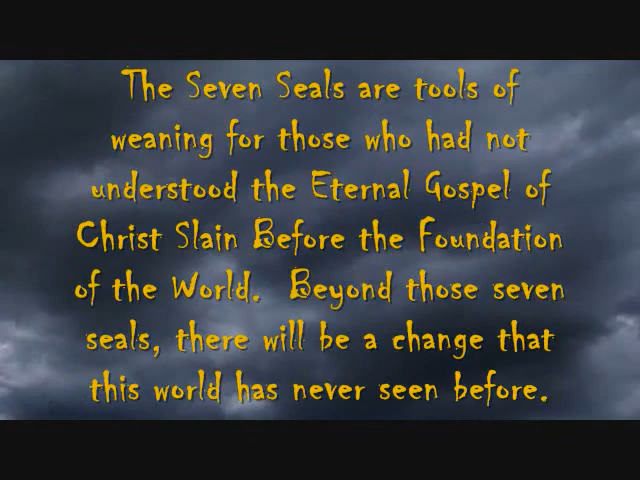 The Seven Seals are tools of
weaning for those who had not
understood the Eternal Gospel of
Christ Slain Before the Foundation
of the World.  Beyond those seven
seals, there will be a change that
this world has never seen before.